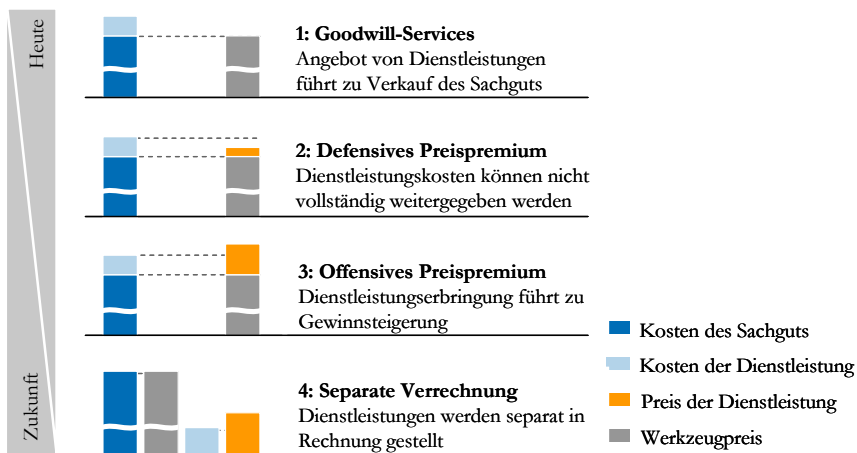 Heute
1: Goodwill-Services
Angebot von Dienstleistungen
führt zu Verkauf des Sachguts
2: Defensives Preispremium
Dienstleistungskosten können nicht
vollständig weitergegeben werden
3: Offensives Preispremium
Dienstleistungserbringung führt zu
Gewinnsteigerung
Zukunft
4: Separate Verrechnung
Dienstleistungen werden separat in
Rechnung gestellt
Kosten des Sachguts
Kosten der Dienstleistung
Preis der Dienstleistung
Werkzeugpreis